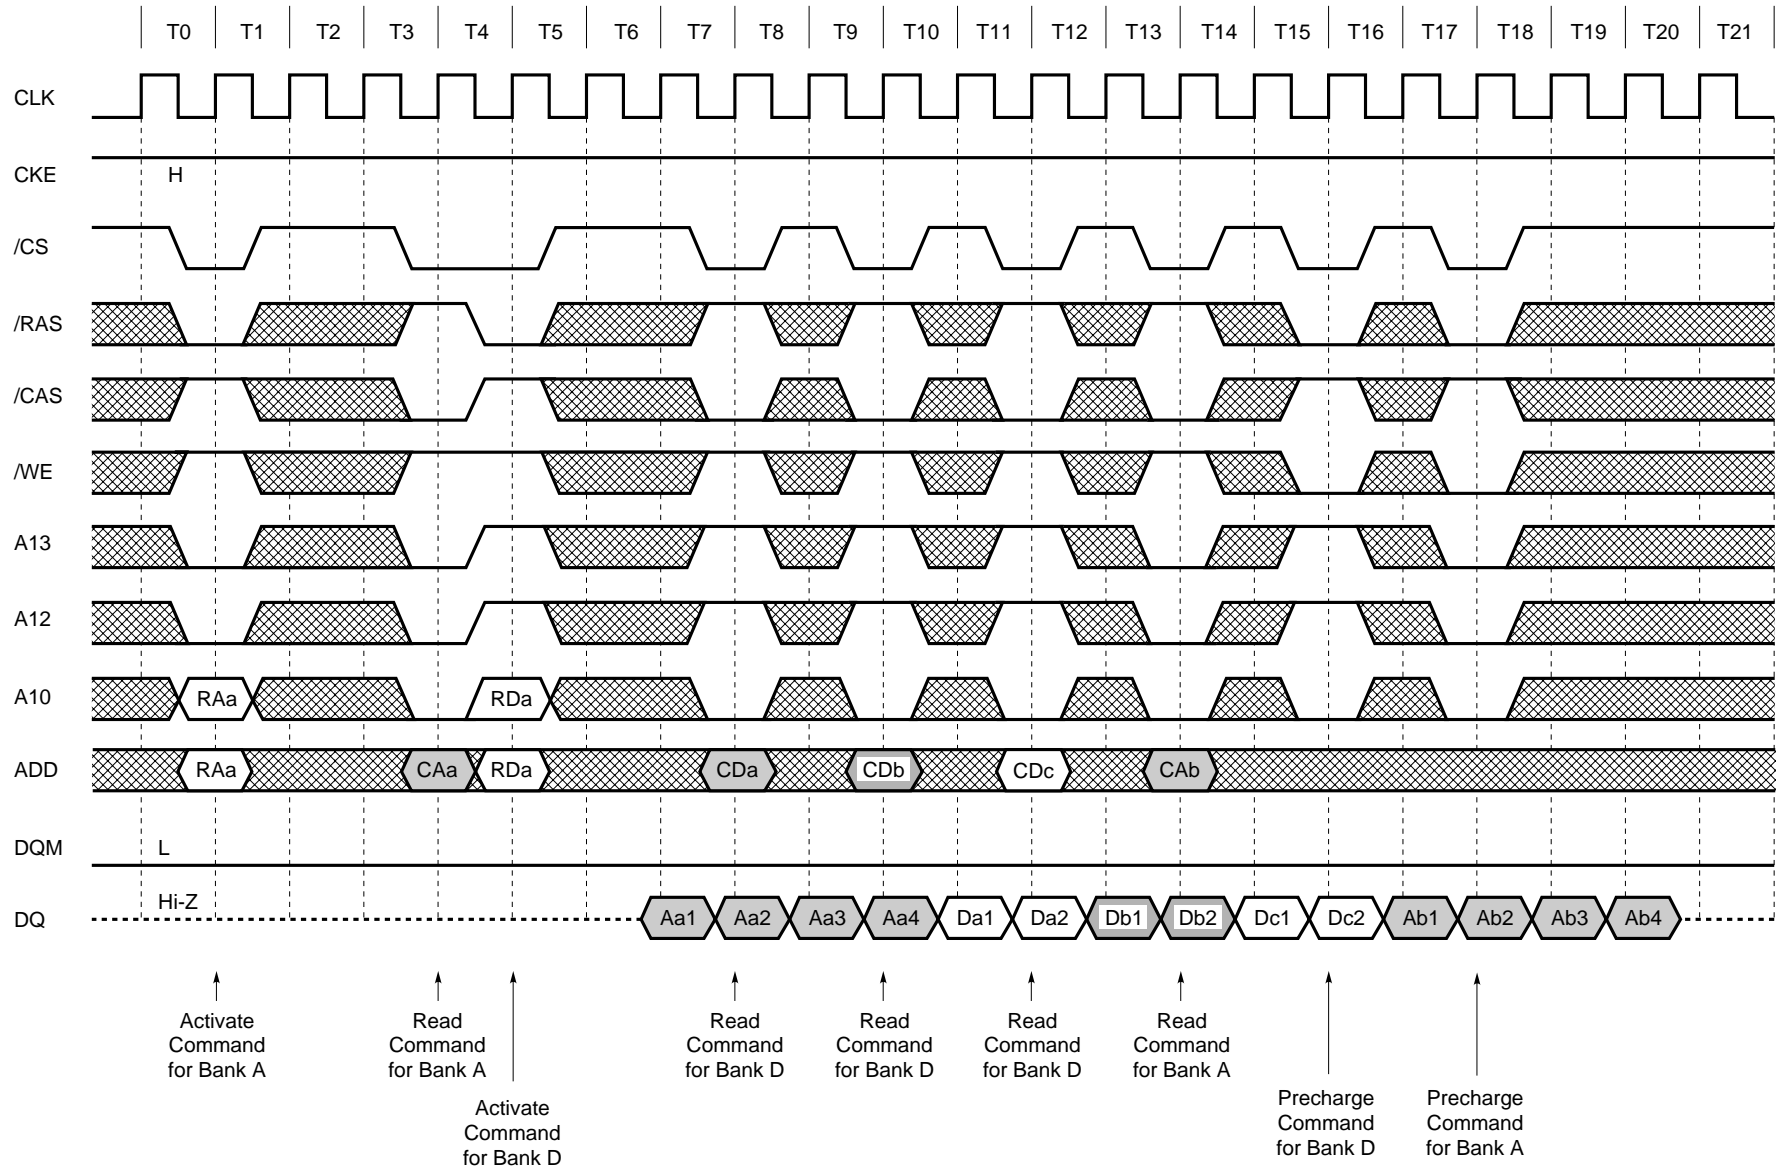 T0 T1 T2 T3 T4 T5 T6 T7 T8 T9 T10 T11 T12 T13 T14 T15 T16 T17 T18 T19 T20 T21
CLK
CKE H
/CS
/RAS
/CAS
/WE
A13
A12
A10 RAa RDa
ADD RAa CAa RDa CDa CDb CDc CAb
DQM L
Hi-Z
DQ Aa1 Aa2 Aa3 Aa4 Da1 Da2 Db1 Db2 Dc1 Dc2 Ab1 Ab2 Ab3 Ab4
Activate
Command
for Bank A
Read
Command
for Bank A
Activate
Command
for Bank D
Read
Command
for Bank D
Read
Command
for Bank D
Read
Command
for Bank D
Read
Command
for Bank A
Precharge
Command
for Bank D
Precharge
Command
for Bank A